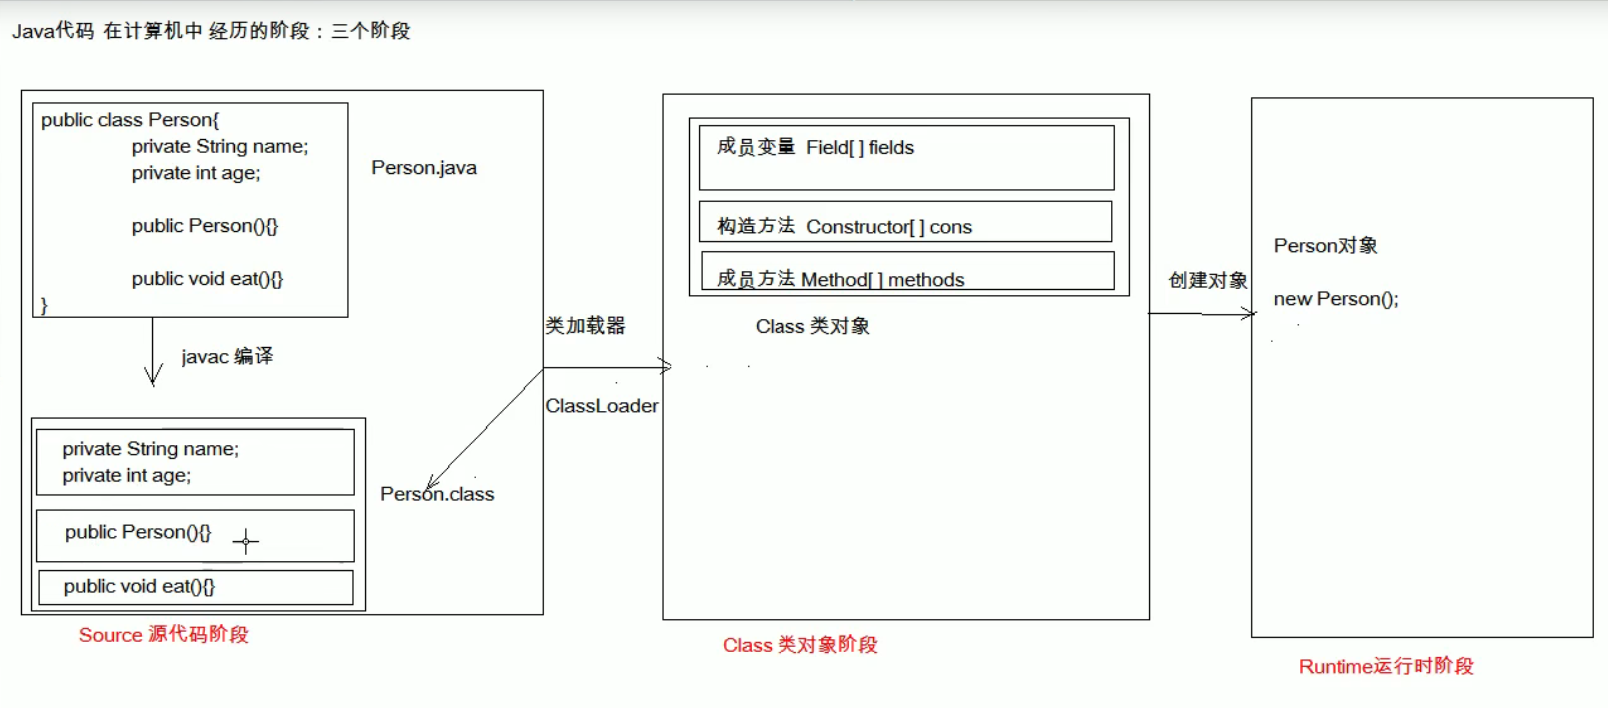 Java代码 在计算机中 经历的阶段：三个阶段
public class Person{
private String name;
private int age;
public Person(){}
public void eat(){}
}
Person.java
javac 编译
private String name;
private int age;
public Person(){}
public void eat(){}
Person.class
Source 源代码阶段
类加载器
ClassLoader
成员变量 Field[ ] fields
构造方法 Constructor[ ] cons
成员方法 Method[ ] methods
Class 类对象
Class 类对象阶段
创建对象
Person对象
new Person();
Runtime运行时阶段